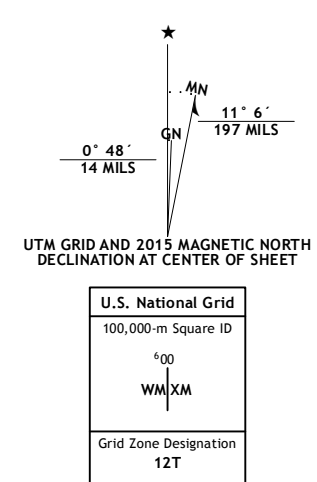 ★
MN
GN
11° 6´
197 MILS
0° 48´
14 MILS
UTM GRID AND 2015 MAGNETIC NORTH
DECLINATION AT CENTER OF SHEET
U.S. National Grid
100,000-m Square ID
⁶00
WM XM
Grid Zone Designation
12T